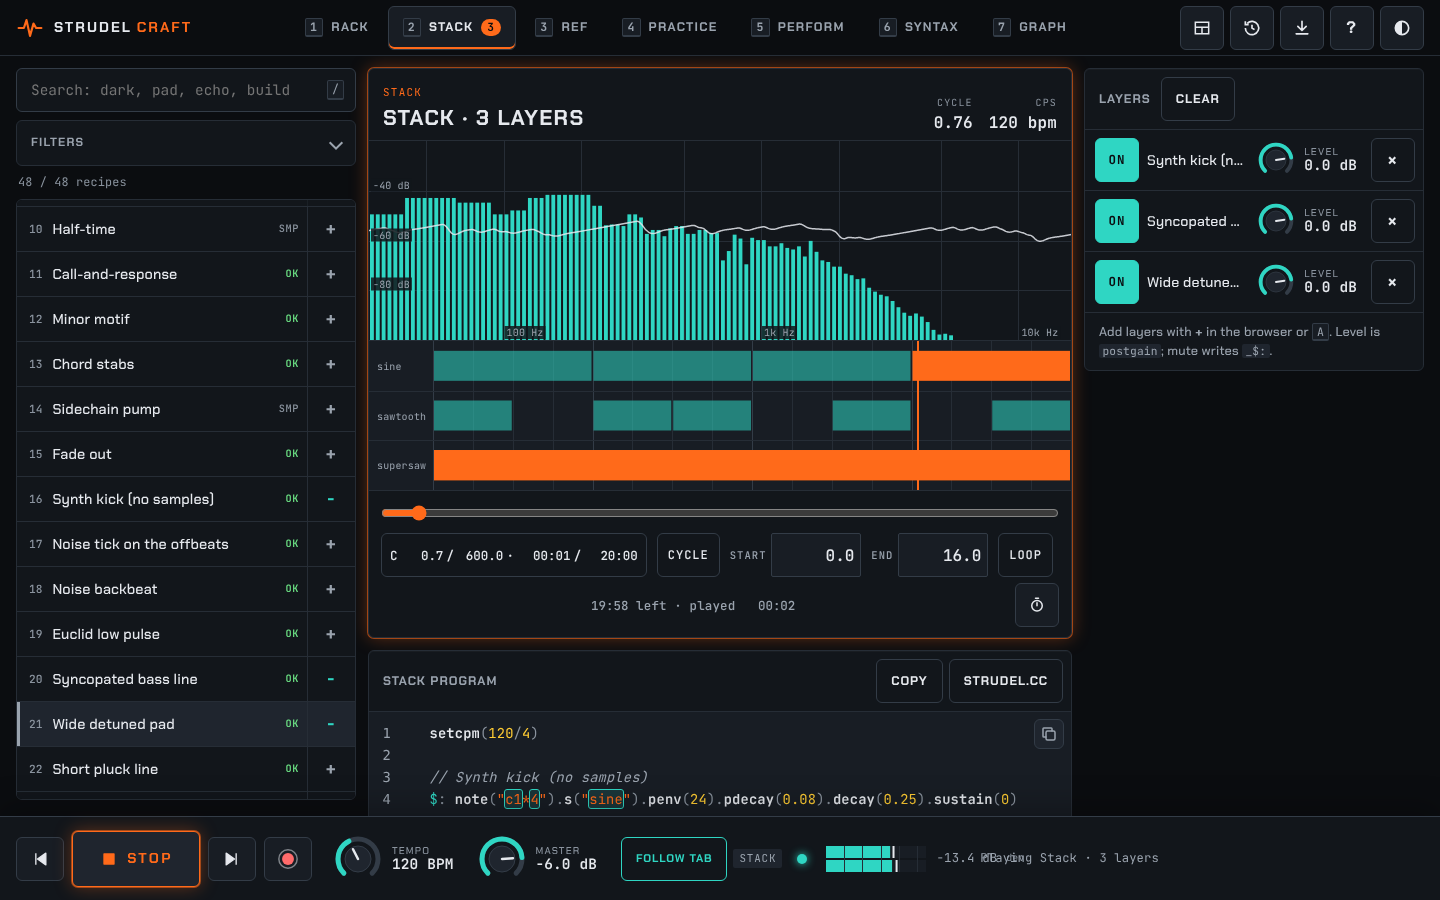 STRUDEL CRAFT
1 RACK
2 STACK 3
3 REF
4 PRACTICE
5 PERFORM
6 SYNTAX
7 GRAPH
?
Search: dark, pad, echo, build /
FILTERS
48 / 48 recipes
10 Half-time SMP +
11 Call-and-response OK +
12 Minor motif OK +
13 Chord stabs OK +
14 Sidechain pump SMP +
15 Fade out OK +
16 Synth kick (no samples) OK -
17 Noise tick on the offbeats OK +
18 Noise backbeat OK +
19 Euclid low pulse OK +
20 Syncopated bass line OK -
21 Wide detuned pad OK -
22 Short pluck line OK +
STACK
STACK · 3 LAYERS
CYCLE
0.76
CPS
120 bpm
-40 dB
-60 dB
-80 dB
100 Hz
1k Hz
10k Hz
sine
sawtooth
supersaw
C 0.7 / 600.0 · 00:01 / 20:00
CYCLE
START 0.0
END 16.0
LOOP
19:58 left · played 00:02
STACK PROGRAM
COPY
STRUDEL.CC
1 setcpm(120/4)
2
3 // Synth kick (no samples)
4 $: note("c1*4").s("sine").penv(24).pdecay(0.08).decay(0.25).sustain(0)
LAYERS
CLEAR
ON Synth kick (n... LEVEL 0.0 dB ×
ON Syncopated ... LEVEL 0.0 dB ×
ON Wide detune... LEVEL 0.0 dB ×
Add layers with + in the browser or A. Level is
postgain; mute writes _$:.
STOP
TEMPO
120 BPM
MASTER
-6.0 dB
FOLLOW TAB
STACK
-13.4
Playing Stack · 3 layers